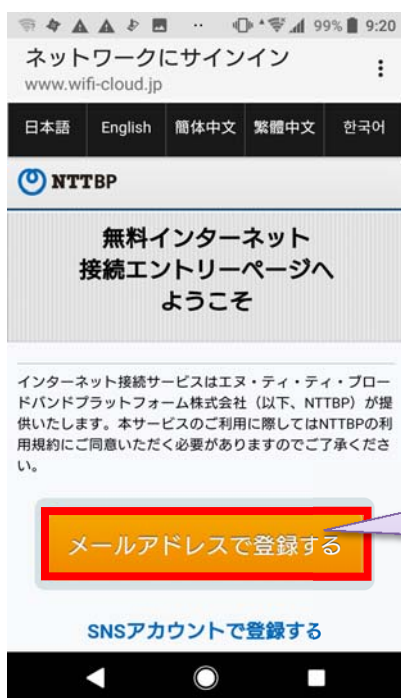 99% 9:20
ネットワークにサインイン
www.wifi-cloud.jp
日本語 English 簡体中文 繁體中文 한국어
NTTBP
無料インターネット
接続エントリーページへ
ようこそ
インターネット接続サービスはエヌ・ティ・ティ・ブロー
ドバンドプラットフォーム株式会社（以下、NTTBP）が提
供いたします。本サービスのご利用に際してはNTTBPの利
用規約にご同意いただく必要がありますのでご了承くださ
い。
メールアドレスで登録する
SNSアカウントで登録する